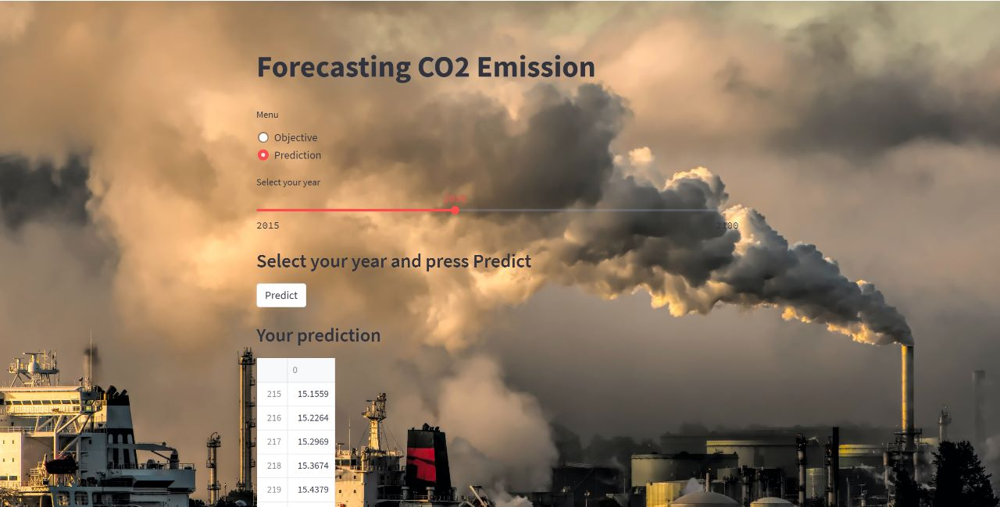 Forecasting CO2 Emission
Menu
Objective
Prediction
Select your year
2015 2100
Select your year and press Predict
Predict
Your prediction
0
215 15.1559
216 15.2264
217 15.2969
218 15.3674
219 15.4379